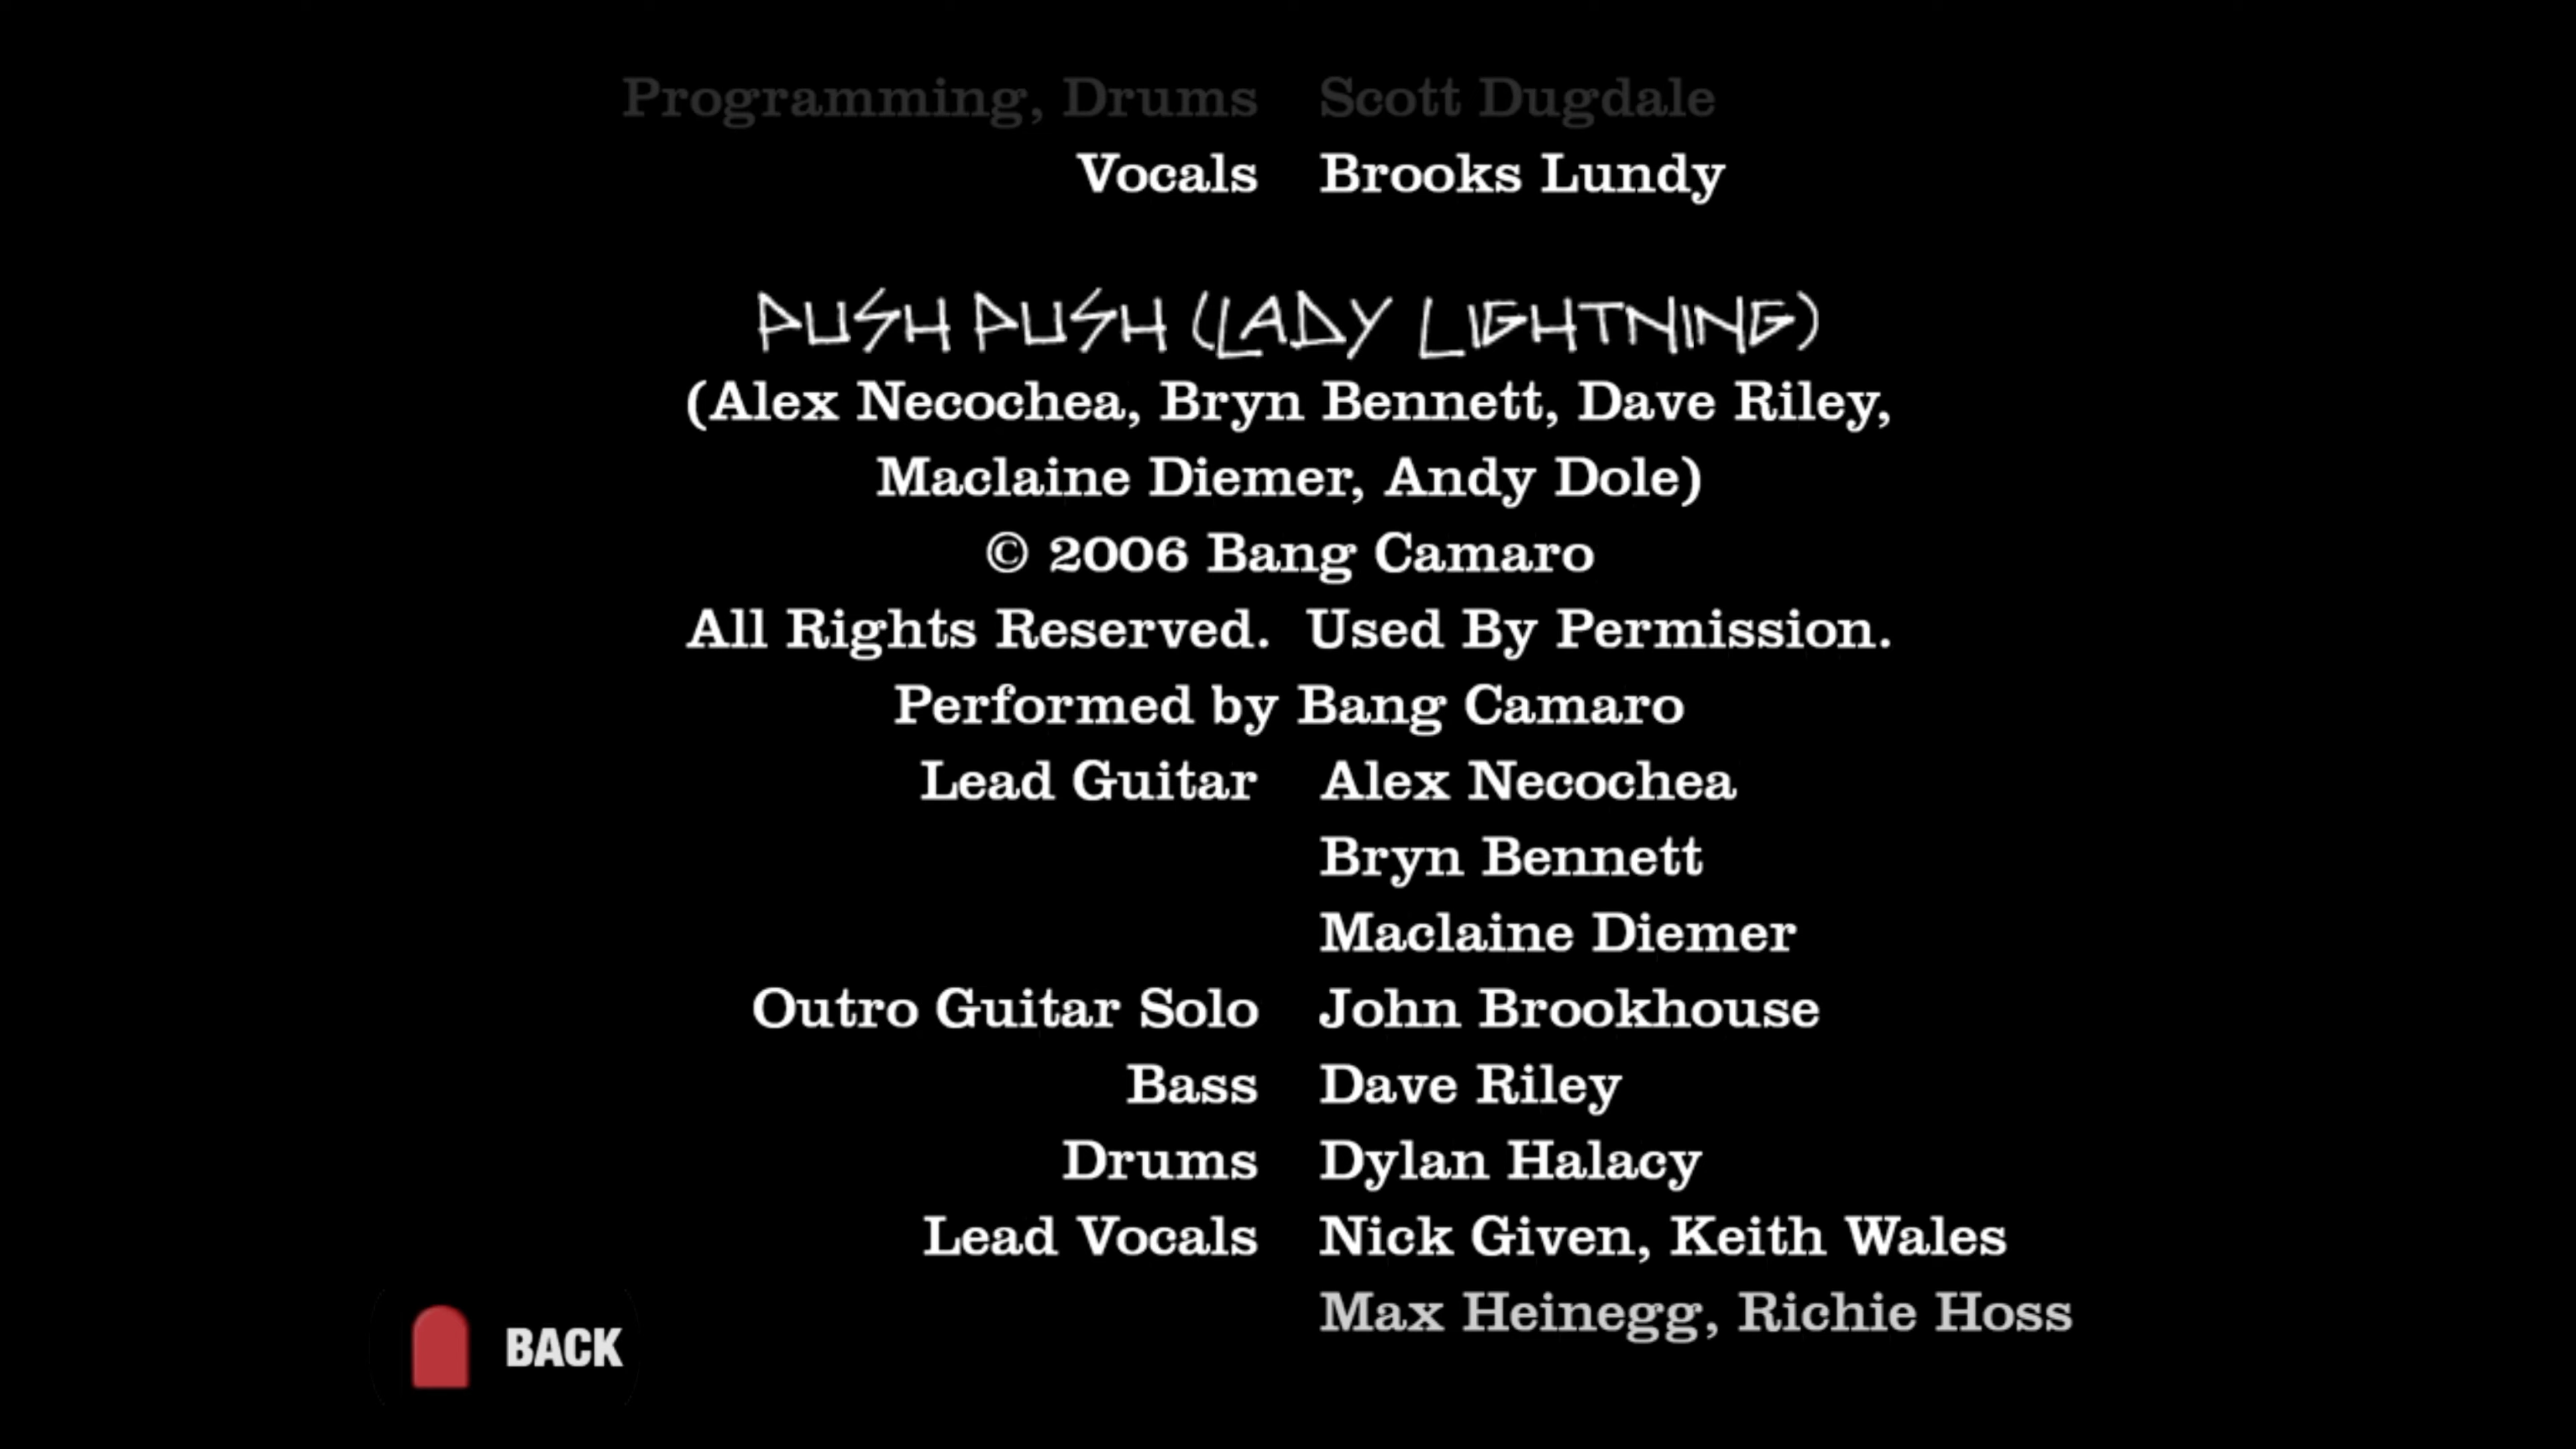 Programming, Drums Scott Dugdale
Vocals Brooks Lundy
PUSH PUSH (LADY LIGHTNING)
(Alex Necochea, Bryn Bennett, Dave Riley,
Maclaine Diemer, Andy Dole)
© 2006 Bang Camaro
All Rights Reserved. Used By Permission.
Performed by Bang Camaro
Lead Guitar Alex Necochea
Bryn Bennett
Maclaine Diemer
Outro Guitar Solo John Brookhouse
Bass Dave Riley
Drums Dylan Halacy
Lead Vocals Nick Given, Keith Wales
Max Heinegg, Richie Hoss
BACK